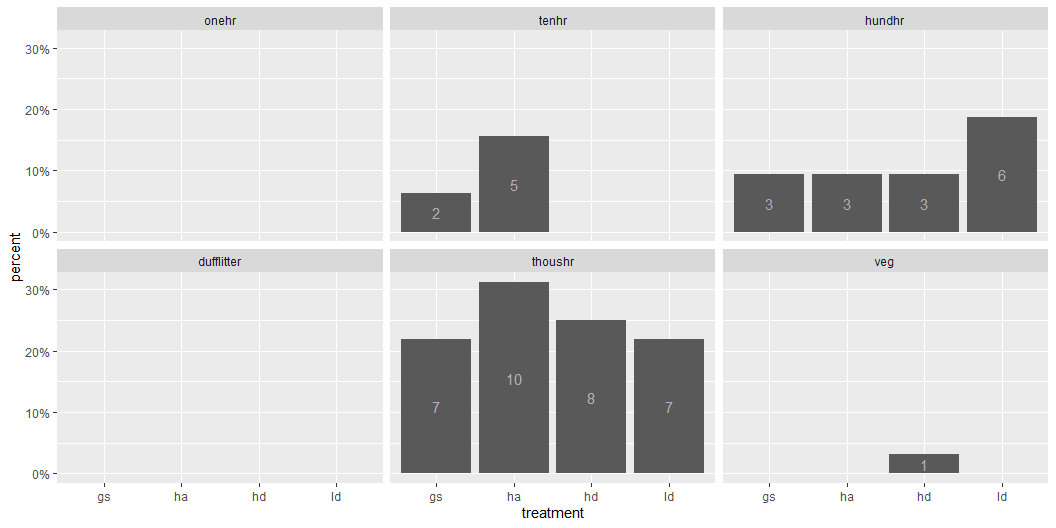 onehr tenhr hundhr
30%
20%
10%
0%
2 5
3 3 3 6
dufflitter thoushr veg
30%
20%
10%
0%
7 10 8 7
1
gs ha hd ld gs ha hd ld gs ha hd ld
treatment
percent